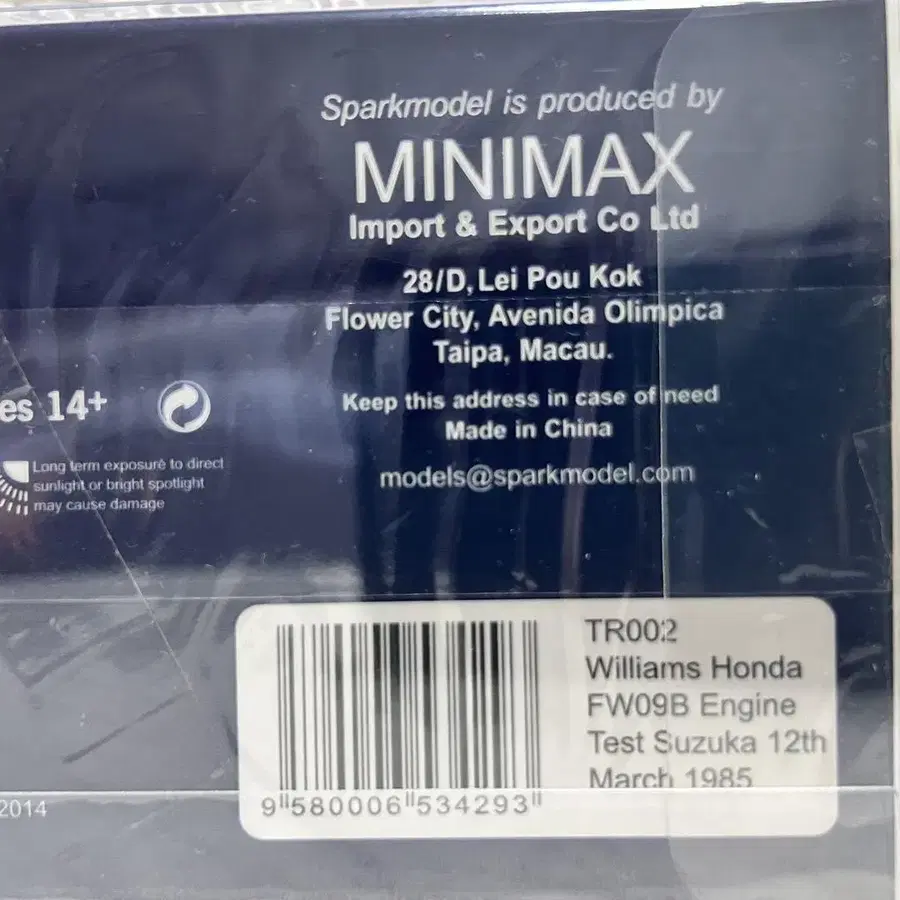 Sparkmodel is produced by
MINIMAX
Import & Export Co Ltd
28/D, Lei Pou Kok
Flower City, Avenida Olimpica
Taipa, Macau.
Keep this address in case of need
Made in China
models@sparkmodel.com
es 14+
Long term exposure to direct
sunlight or bright spotlight
may cause damage
TR002
Williams Honda
FW09B Engine
Test Suzuka 12th
March 1985
9 580006 534293
2014